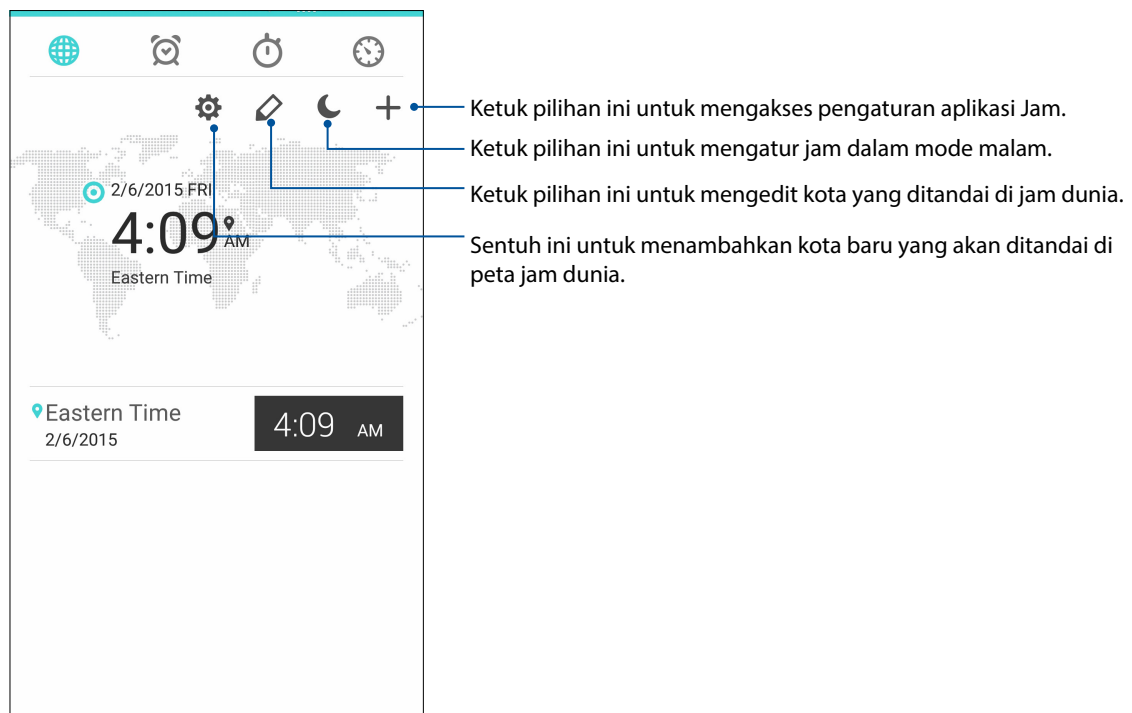 Ketuk pilihan ini untuk mengakses pengaturan aplikasi Jam.
Ketuk pilihan ini untuk mengatur jam dalam mode malam.
Ketuk pilihan ini untuk mengedit kota yang ditandai di jam dunia.
Sentuh ini untuk menambahkan kota baru yang akan ditandai di
peta jam dunia.
2/6/2015 FRI
4:09 AM
Eastern Time
Eastern Time
2/6/2015
4:09 AM